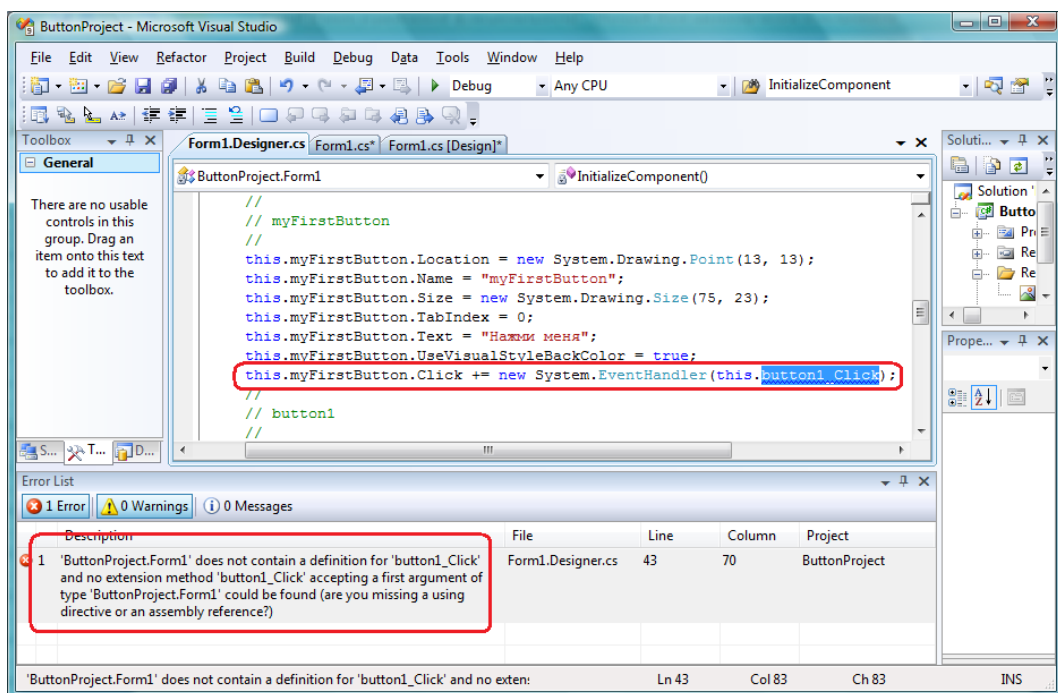 ButtonProject - Microsoft Visual Studio
File Edit View Refactor Project Build Debug Data Tools Window Help
Debug Any CPU InitializeComponent
Toolbox
General
There are no usable
controls in this
group. Drag an
item onto this text
to add it to the
toolbox.
S... T... D...
Form1.Designer.cs Form1.cs* Form1.cs [Design]*
ButtonProject.Form1 InitializeComponent()
//
// myFirstButton
//
this.myFirstButton.Location = new System.Drawing.Point(13, 13);
this.myFirstButton.Name = "myFirstButton";
this.myFirstButton.Size = new System.Drawing.Size(75, 23);
this.myFirstButton.TabIndex = 0;
this.myFirstButton.Text = "Нажми меня";
this.myFirstButton.UseVisualStyleBackColor = true;
this.myFirstButton.Click += new System.EventHandler(this.button1_Click);
//
// button1
//
Soluti...
Solution '
Butto
Pr
Re
Re
Prope...
Error List
1 Error 0 Warnings 0 Messages
Description File Line Column Project
1 'ButtonProject.Form1' does not contain a definition for 'button1_Click' Form1.Designer.cs 43 70 ButtonProject
and no extension method 'button1_Click' accepting a first argument of
type 'ButtonProject.Form1' could be found (are you missing a using
directive or an assembly reference?)
'ButtonProject.Form1' does not contain a definition for 'button1_Click' and no exten: Ln 43 Col 83 Ch 83 INS